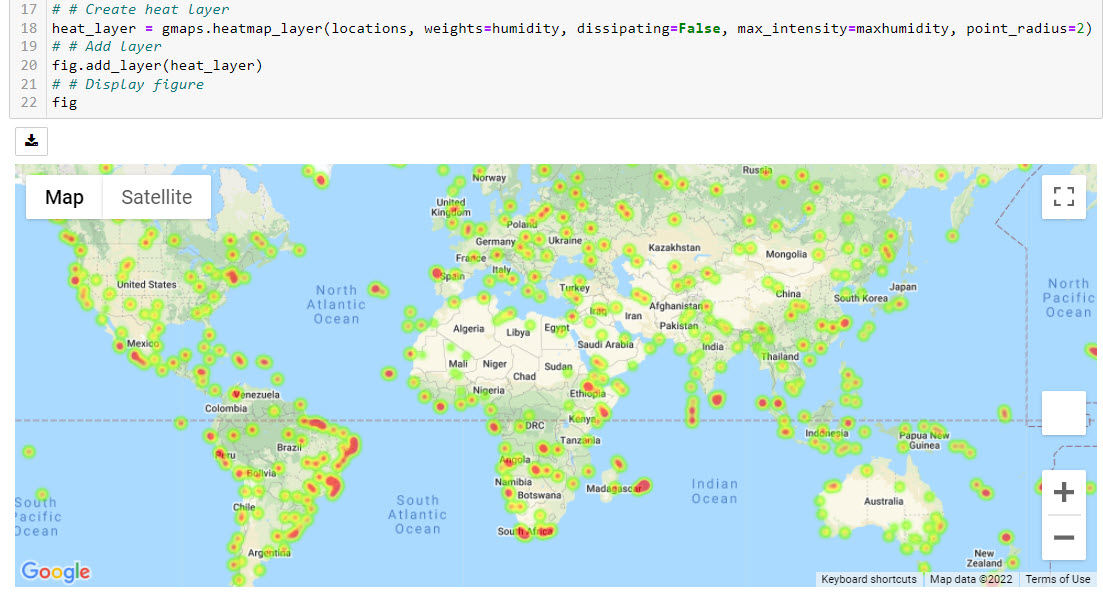 17 # # Create heat layer
18 heat_layer = gmaps.heatmap_layer(locations, weights=humidity, dissipating=False, max_intensity=maxhumidity, point_radius=2)
19 # # Add layer
20 fig.add_layer(heat_layer)
21 # # Display figure
22 fig
Map Satellite
Russia
Norway
United
Kingdom
Poland
Germany Ukraine
Kazakhstan
France
Mongolia
Italy
Spain
United States
Turkey
Japan
North
Atlantic
Ocean
North
Pacific
Ocean
China
South Korea
Afghanistan
Iraq
Iran
Algeria
Libya
Egypt
Pakistan
Mexico
Saudi Arabia
India
Thailand
Mali
Niger
Sudan
Chad
Nigeria
Ethiopia
Venezuela
Colombia
Kenya
DRC
Indonesia
Papua New
Guinea
Tanzania
Brazil
Peru
Angola
Bolivia
Namibia
Botswana
Madagascar
Indian
Ocean
South
Pacific
Ocean
South
Atlantic
Ocean
Chile
Australia
South Africa
Argentina
New
Zealand
Google
Keyboard shortcuts Map data ©2022 Terms of Use